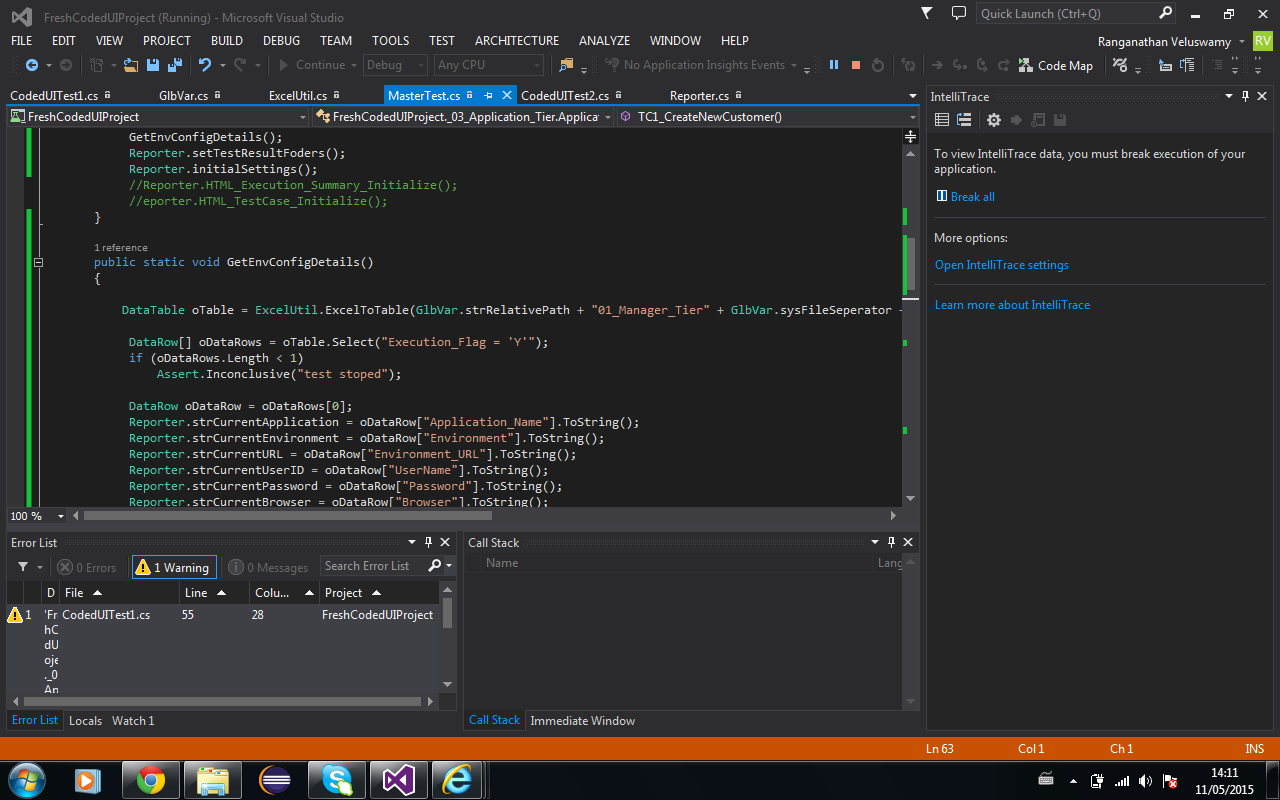 FreshCodedUIProject (Running) - Microsoft Visual Studio
Quick Launch (Ctrl+Q)
FILE EDIT VIEW PROJECT BUILD DEBUG TEAM TOOLS TEST ARCHITECTURE ANALYZE WINDOW HELP
Ranganathan Veluswamy RV
Continue Debug Any CPU No Application Insights Events Code Map
CodedUITest1.cs GlbVar.cs ExcelUtil.cs MasterTest.cs CodedUITest2.cs Reporter.cs
FreshCodedUIProject FreshCodedUIProject._03_Application_Tier.Applicat TC1_CreateNewCustomer()
GetEnvConfigDetails();
Reporter.setTestResultFoders();
Reporter.initialSettings();
//Reporter.HTML_Execution_Summary_Initialize();
//eporter.HTML_TestCase_Initialize();
}
1 reference
public static void GetEnvConfigDetails()
{
DataTable oTable = ExcelUtil.ExcelToTable(GlbVar.strRelativePath + "01_Manager_Tier" + GlbVar.sysFileSeperator +
DataRow[] oDataRows = oTable.Select("Execution_Flag = 'Y'");
if (oDataRows.Length < 1)
Assert.Inconclusive("test stoped");
DataRow oDataRow = oDataRows[0];
Reporter.strCurrentApplication = oDataRow["Application_Name"].ToString();
Reporter.strCurrentEnvironment = oDataRow["Environment"].ToString();
Reporter.strCurrentURL = oDataRow["Environment_URL"].ToString();
Reporter.strCurrentUserID = oDataRow["UserName"].ToString();
Reporter.strCurrentPassword = oDataRow["Password"].ToString();
Reporter.strCurrentBrowser = oDataRow["Browser"].ToString();
100 %
IntelliTrace
To view IntelliTrace data, you must break execution of your
application.
Break all
More options:
Open IntelliTrace settings
Learn more about IntelliTrace
Error List
0 Errors 1 Warning 0 Messages Search Error List
D File Line Colu... Project
1 'Fr CodedUITest1.cs 55 28 FreshCodedUIProject
hC
dU
oje
._0
An
Error List Locals Watch 1
Call Stack
Name Lang
Call Stack Immediate Window
Ln 63 Col 1 Ch 1 INS
14:11
11/05/2015